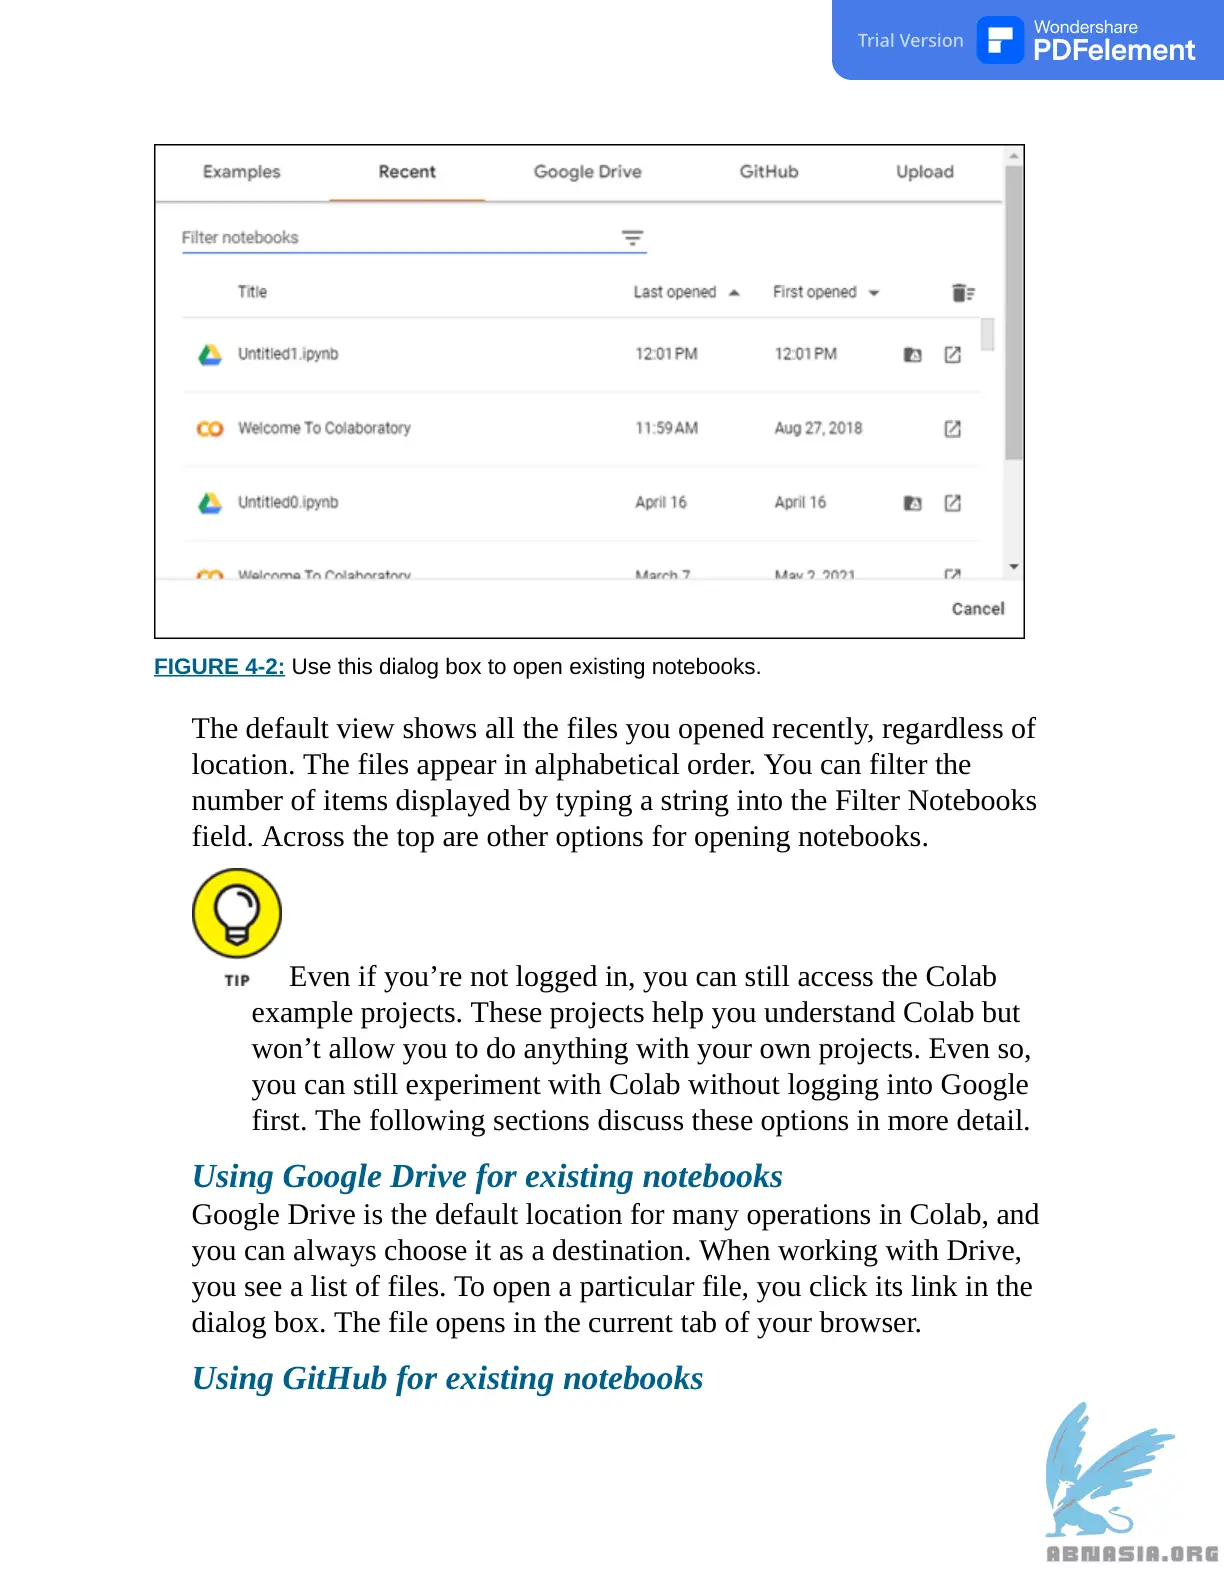 Trial Version
Wondershare
PDFelement
Examples Recent Google Drive GitHub Upload
Filter notebooks
Title Last opened First opened
Untitled1.ipynb 12:01 PM 12:01 PM
Welcome To Colaboratory 11:59 AM Aug 27, 2018
Untitled0.ipynb April 16 April 16
Welcome To Colaboratory March 7 May 2, 2021
Cancel
FIGURE 4-2: Use this dialog box to open existing notebooks.
The default view shows all the files you opened recently, regardless of
location. The files appear in alphabetical order. You can filter the
number of items displayed by typing a string into the Filter Notebooks
field. Across the top are other options for opening notebooks.
TIP Even if you’re not logged in, you can still access the Colab
example projects. These projects help you understand Colab but
won’t allow you to do anything with your own projects. Even so,
you can still experiment with Colab without logging into Google
first. The following sections discuss these options in more detail.
Using Google Drive for existing notebooks
Google Drive is the default location for many operations in Colab, and
you can always choose it as a destination. When working with Drive,
you see a list of files. To open a particular file, you click its link in the
dialog box. The file opens in the current tab of your browser.
Using GitHub for existing notebooks
ABNASIA.ORG